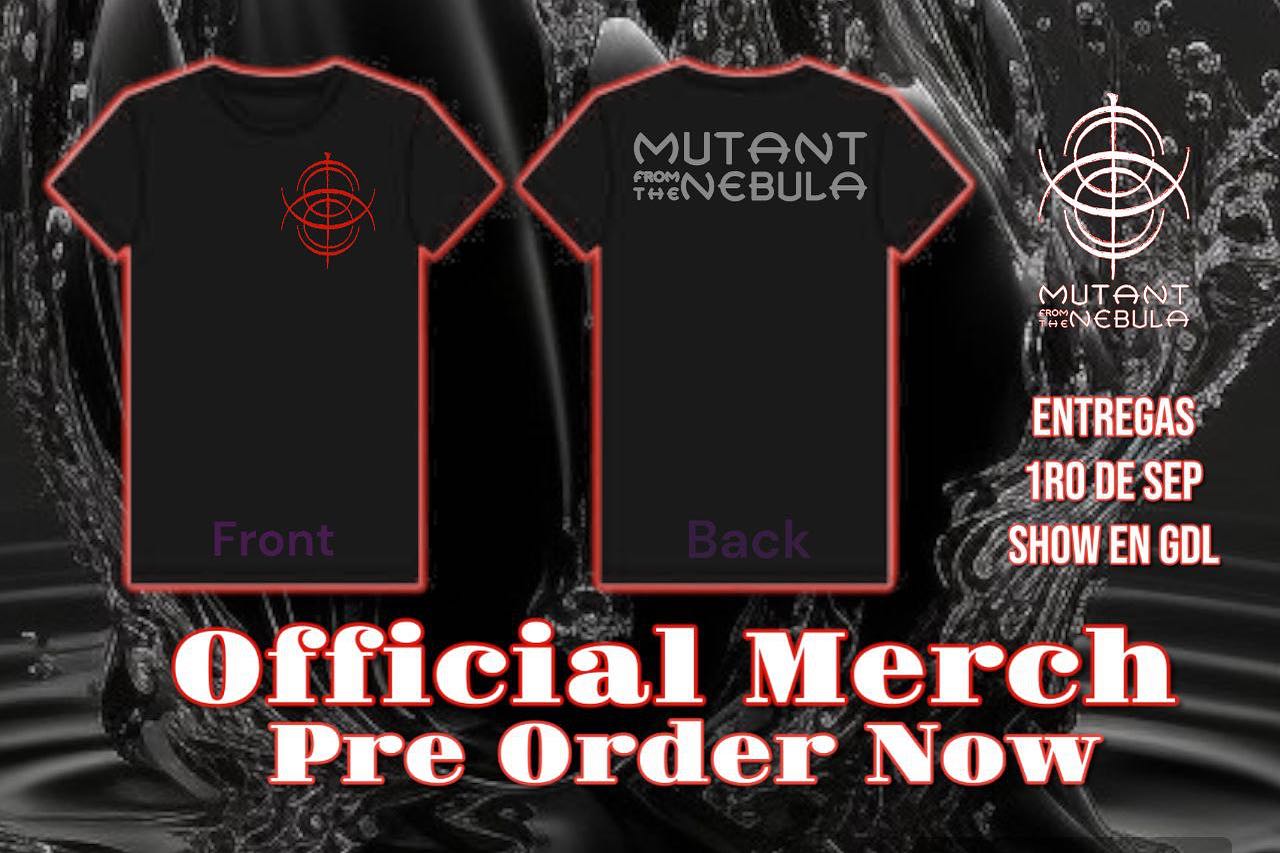 MUTANT
FROM
THE NEBULA
MUTANT
FROM
THE NEBULA
ENTREGAS
1RO DE SEP
SHOW EN GDL
Front
Back
Official Merch
Pre Order Now